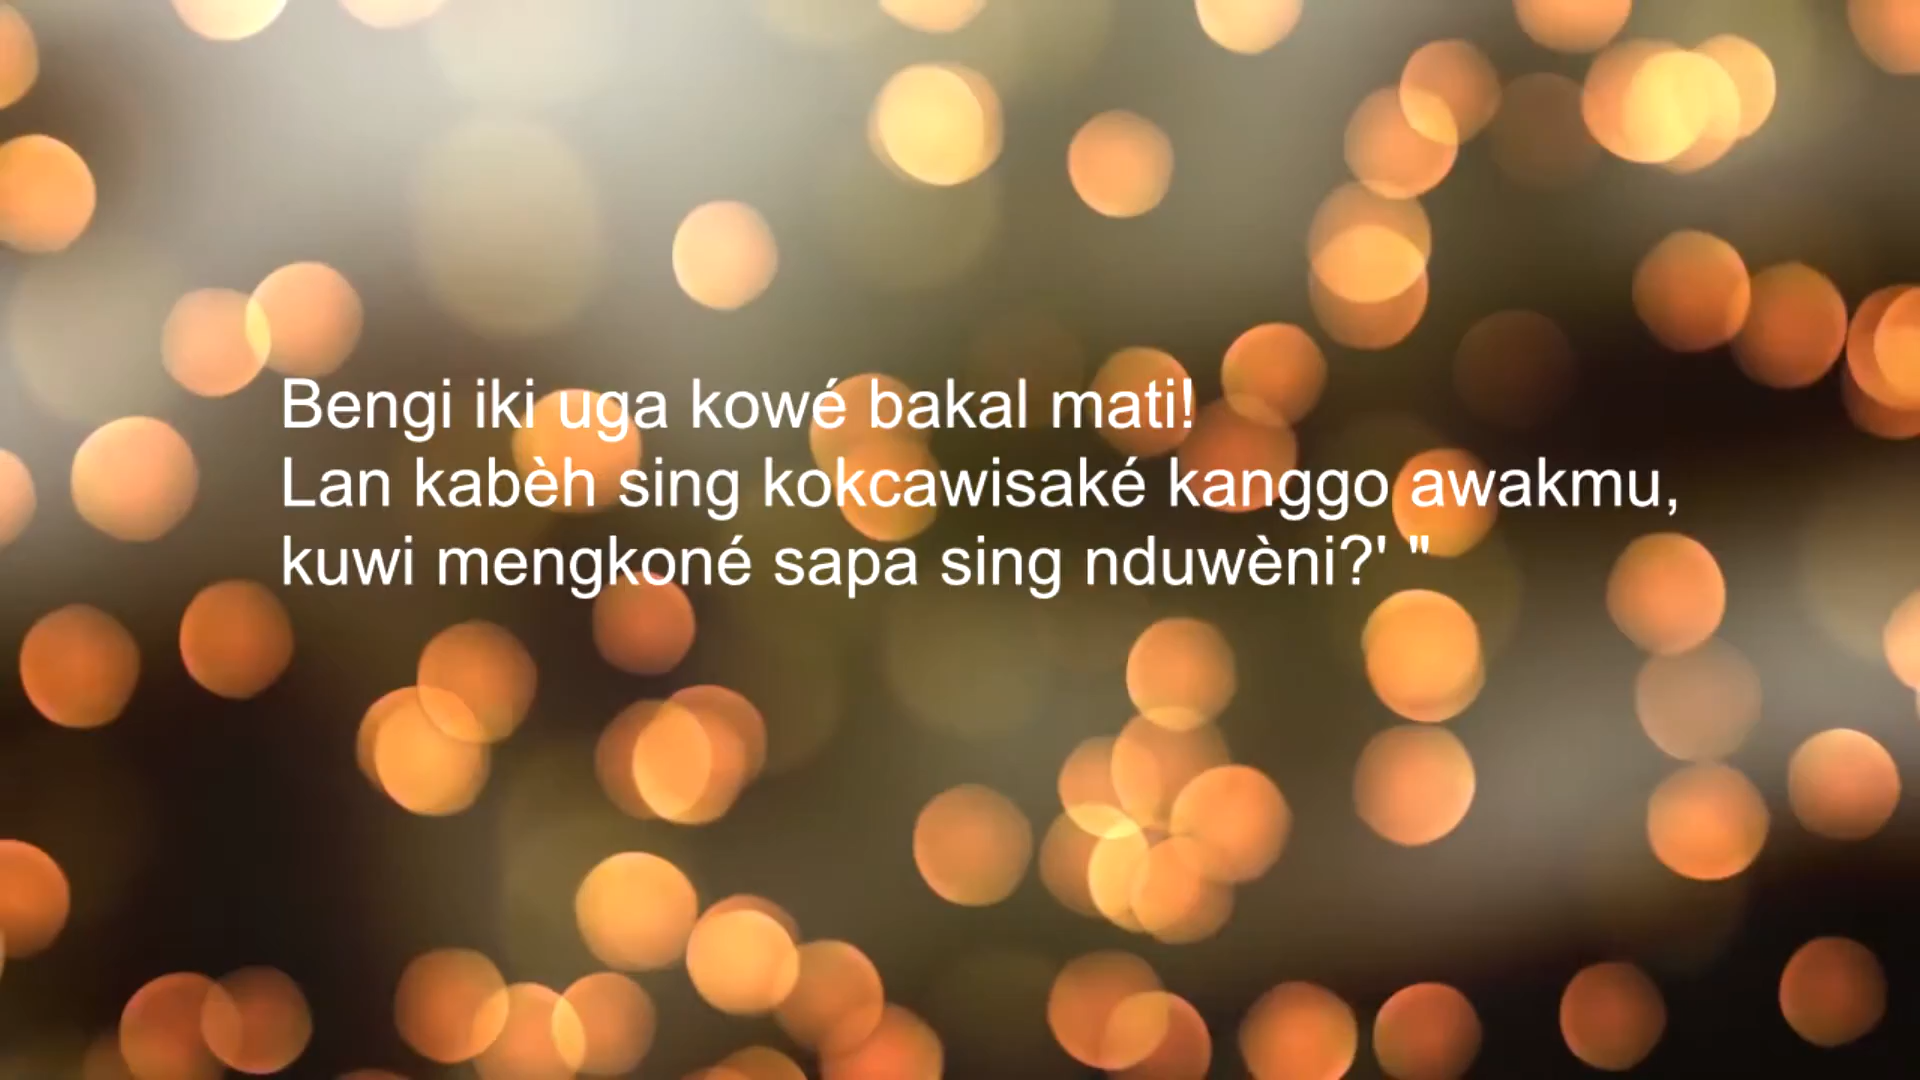 Bengi iki uga kowé bakal mati!
Lan kabèh sing kokcawisaké kanggo awakmu,
kuwi mengkoné sapa sing nduwèni?' "